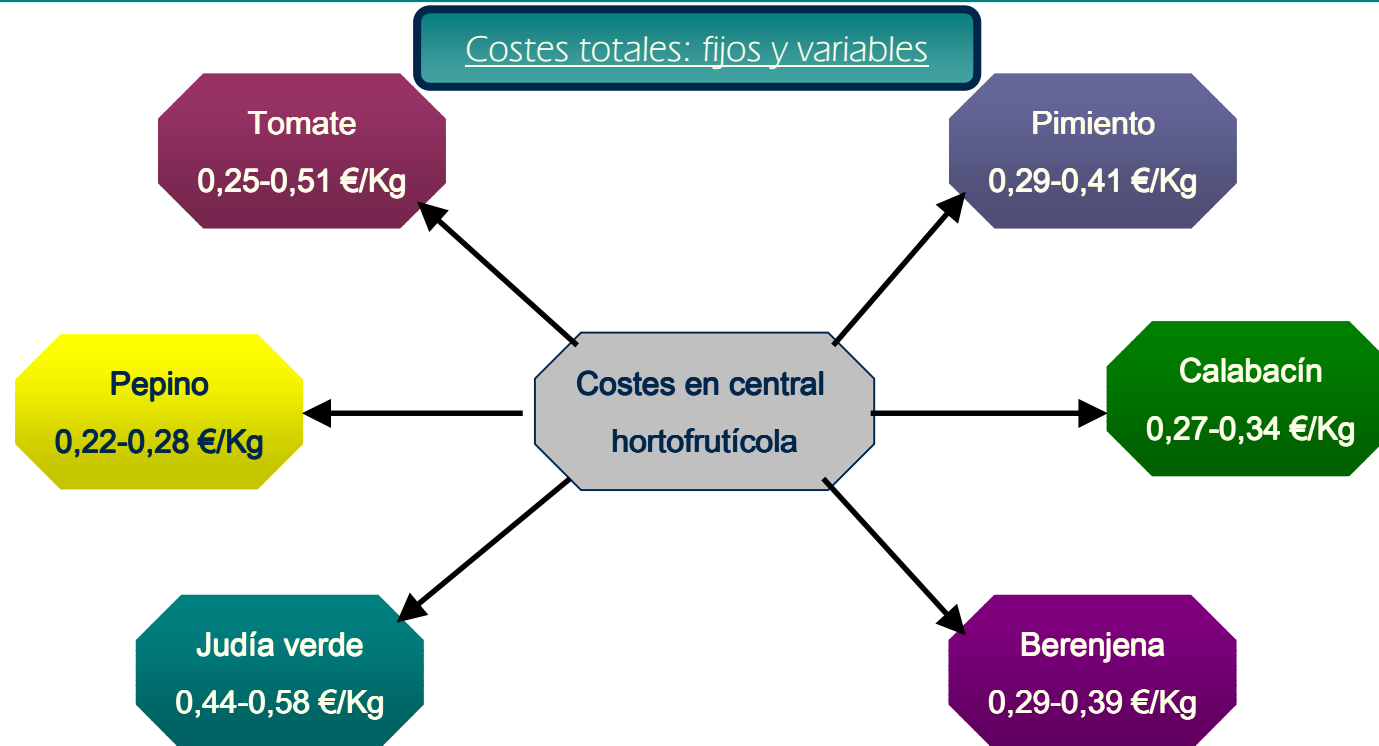 Costes totales: fijos y variables
Tomate
0,25-0,51 €/Kg
Pimiento
0,29-0,41 €/Kg
Pepino
0,22-0,28 €/Kg
Costes en central
hortofrutícola
Calabacín
0,27-0,34 €/Kg
Judía verde
0,44-0,58 €/Kg
Berenjena
0,29-0,39 €/Kg